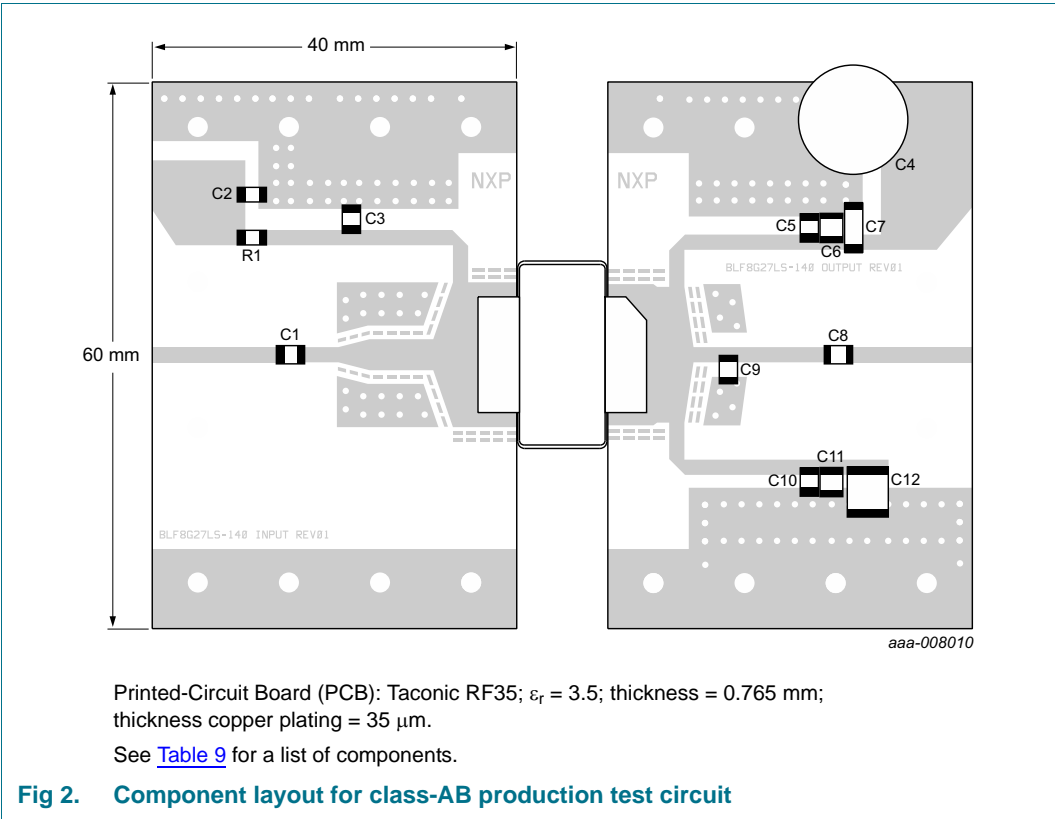 40 mm
60 mm
C2
C3
R1
C1
NXP
NXP
C4
C5
C6
C7
BLF8G27LS-140 OUTPUT REV01
C8
C9
C10
C11
C12
BLF8G27LS-140 INPUT REV01
aaa-008010
Printed-Circuit Board (PCB): Taconic RF35; εr = 3.5; thickness = 0.765 mm;
thickness copper plating = 35 μm.
See Table 9 for a list of components.
Fig 2. Component layout for class-AB production test circuit